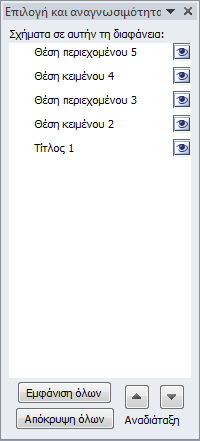 Επιλογή και αναγνωσιμότητα
Σχήματα σε αυτήν τη διαφάνεια:
Θέση περιεχομένου 5
Θέση κειμένου 4
Θέση περιεχομένου 3
Θέση κειμένου 2
Τίτλος 1
Εμφάνιση όλων
Απόκρυψη όλων
Αναδιάταξη